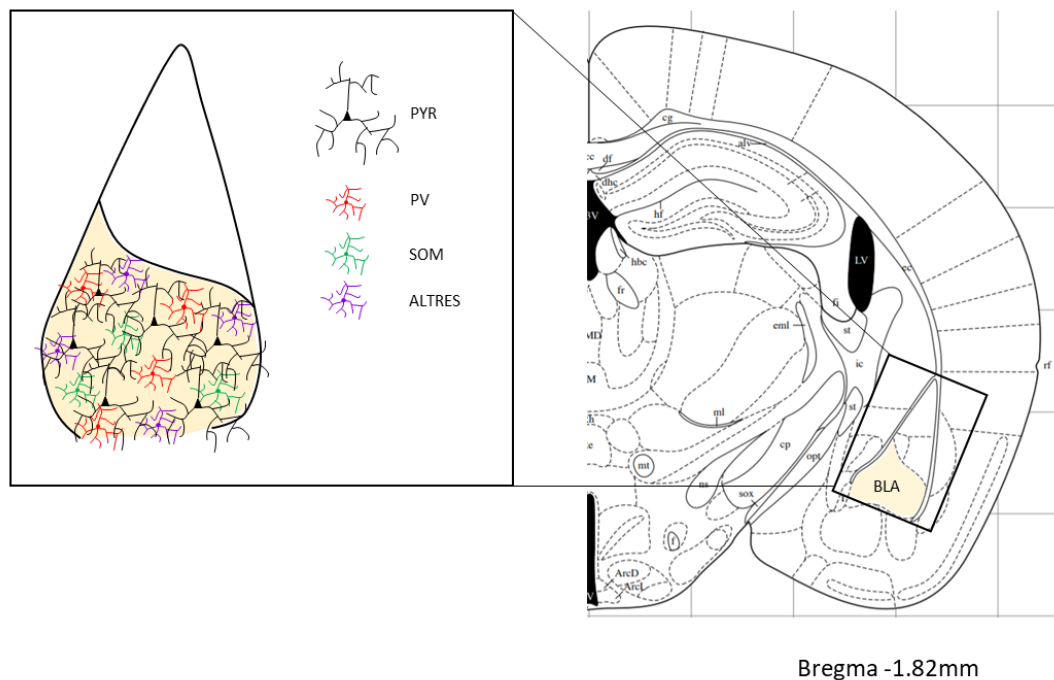 PYR
PV
SOM
ALTRES
cg
cc
df
alv
dhc
3V
hf
LV
hbc
ec
fr
fi
eml
st
MD
ic
rf
M
st
ml
cp
opt
mt
BLA
ns
sox
f
ArcD
ArcL
V
Bregma -1.82mm